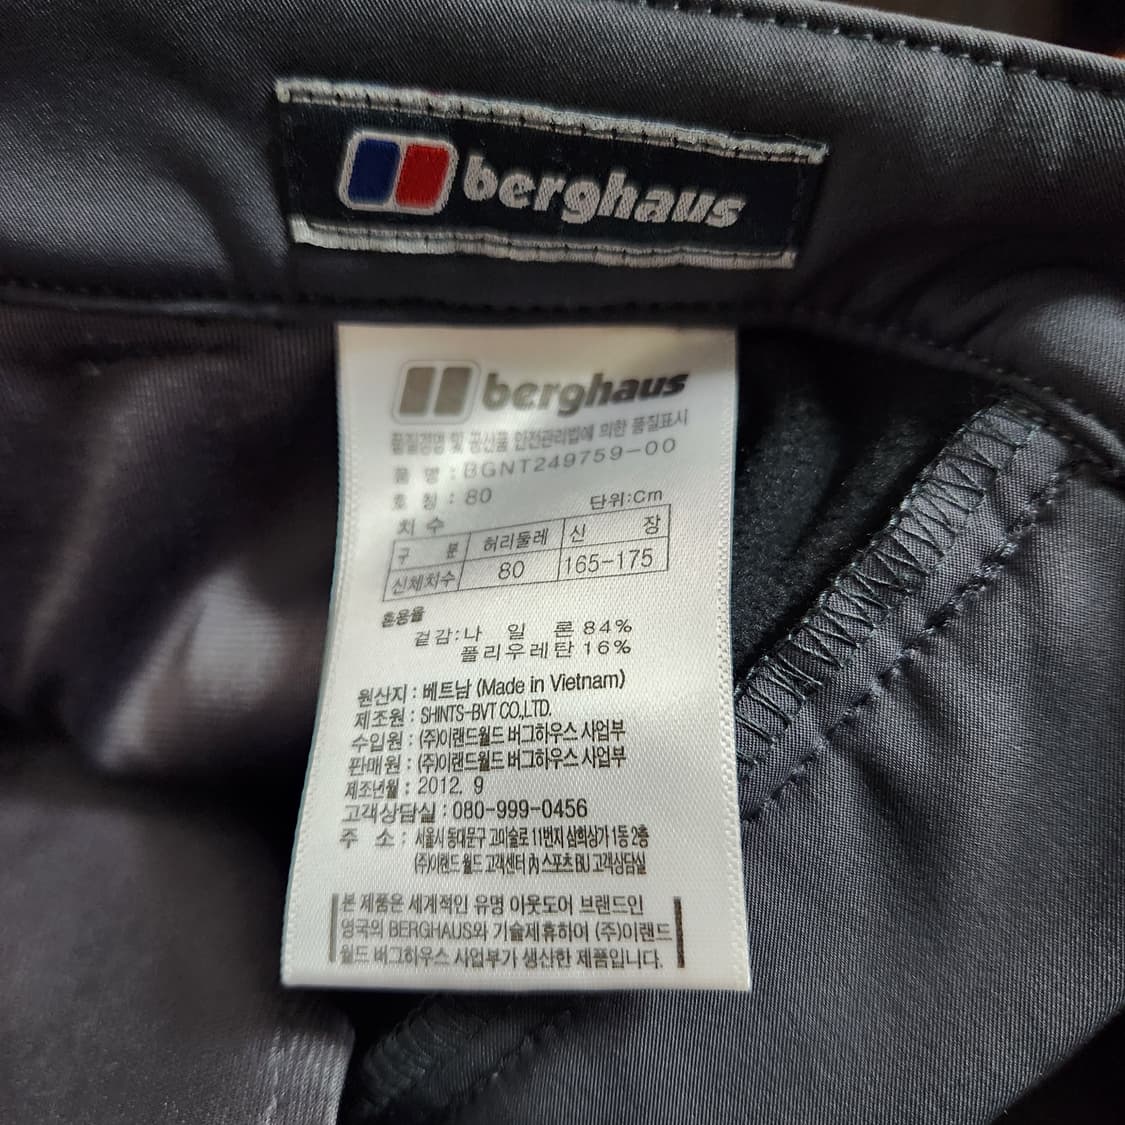 berghaus
berghaus
품질경영 및 공산품 안전관리법에 의한 품질표시
품 명 : BGNT249759-00
호 칭 : 80
치 수 단위:Cm
구 분 허리둘레 신 장
신체치수 80 165-175
혼용율
겉감:나 일 론 84%
폴리우레탄 16%
원산지 : 베트남 (Made in Vietnam)
제조원 : SHINTS-BVT CO.,LTD.
수입원 : (주)이랜드월드 버그하우스 사업부
판매원 : (주)이랜드월드 버그하우스 사업부
제조년월 : 2012. 9
고객상담실 : 080-999-0456
주 소 : 서울시 동대문구 고미술로 11번지 삼희상가 1동 2층
(주)이랜드 월드 고객센터 內 스포츠 BU 고객상담실
본 제품은 세계적인 유명 아웃도어 브랜드인
영국의 BERGHAUS와 기술제휴하여 (주)이랜드
월드 버그하우스 사업부가 생산한 제품입니다.